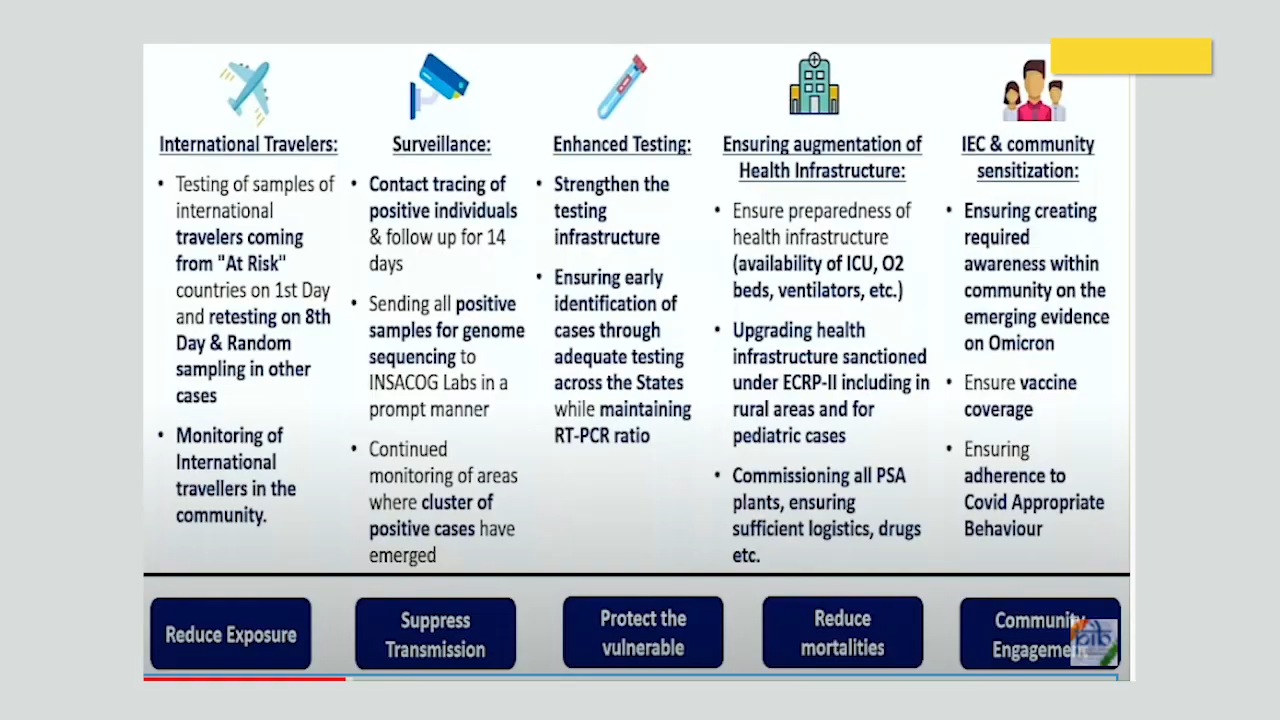 International Travelers:
• Testing of samples of
international
travelers coming
from "At Risk"
countries on 1st Day
and retesting on 8th
Day & Random
sampling in other
cases
• Monitoring of
International
travellers in the
community.
Reduce Exposure
Surveillance:
• Contact tracing of
positive individuals
& follow up for 14
days
• Sending all positive
samples for genome
sequencing to
INSACOG Labs in a
prompt manner
• Continued
monitoring of areas
where cluster of
positive cases have
emerged
Suppress
Transmission
Enhanced Testing:
• Strengthen the
testing
infrastructure
• Ensuring early
identification of
cases through
adequate testing
across the States
while maintaining
RT-PCR ratio
Protect the
vulnerable
Ensuring augmentation of
Health Infrastructure:
• Ensure preparedness of
health infrastructure
(availability of ICU, O2
beds, ventilators, etc.)
• Upgrading health
infrastructure sanctioned
under ECRP-II including in
rural areas and for
pediatric cases
• Commissioning all PSA
plants, ensuring
sufficient logistics, drugs
etc.
Reduce
mortalities
IEC & community
sensitization:
• Ensuring creating
required
awareness within
community on the
emerging evidence
on Omicron
• Ensure vaccine
coverage
• Ensuring
adherence to
Covid Appropriate
Behaviour
Community
Engagement
pib